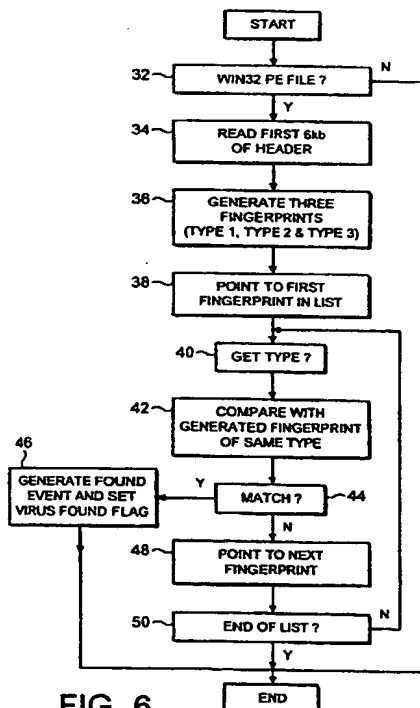 START
32
WIN32 PE FILE ?
N
Y
34
READ FIRST 6kb
OF HEADER
36
GENERATE THREE
FINGERPRINTS
(TYPE 1, TYPE 2 & TYPE 3)
38
POINT TO FIRST
FINGERPRINT IN LIST
40
GET TYPE ?
42
COMPARE WITH
GENERATED FINGERPRINT
OF SAME TYPE
46
GENERATE FOUND
EVENT AND SET
VIRUS FOUND FLAG
Y
MATCH ?
44
N
48
POINT TO NEXT
FINGERPRINT
50
END OF LIST ?
N
Y
FIG. 6
END